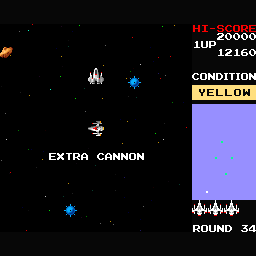 HI-SCORE
20000
1UP
12160
CONDITION
YELLOW
EXTRA CANNON
ROUND 34